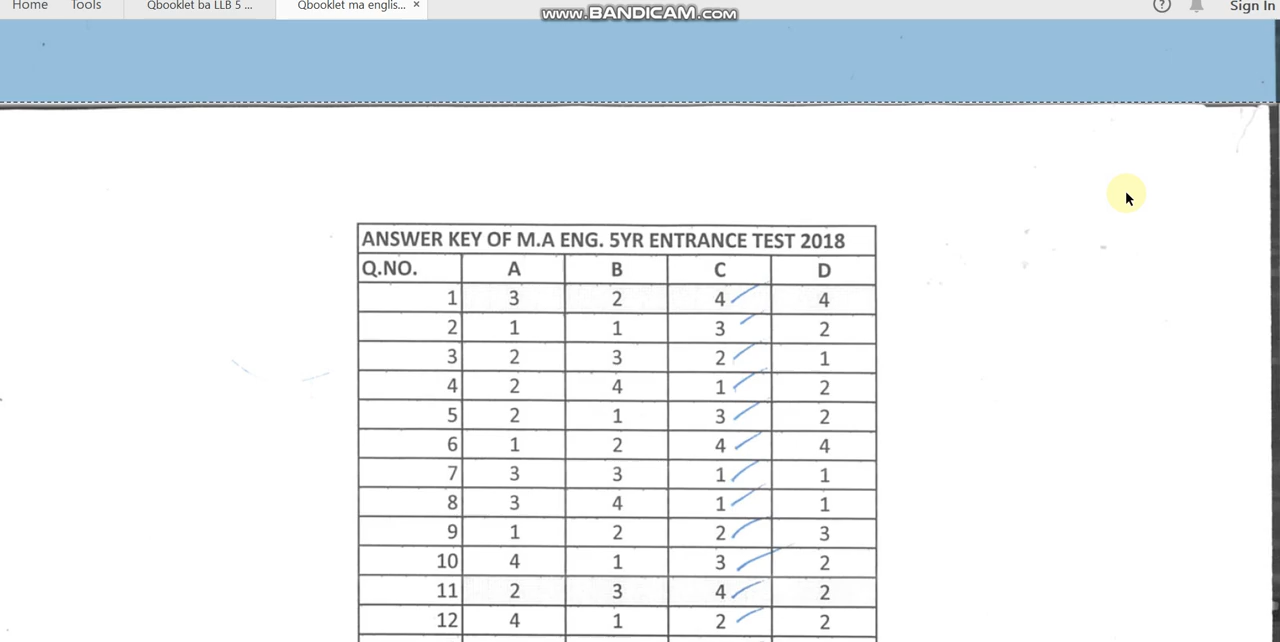 Home Tools Qbooklet ba LLB 5 ... Qbooklet ma englis... × www.BANDICAM.com ? Sign In
ANSWER KEY OF M.A ENG. 5YR ENTRANCE TEST 2018
Q.NO. A B C D
1 3 2 4 4
2 1 1 3 2
3 2 3 2 1
4 2 4 1 2
5 2 1 3 2
6 1 2 4 4
7 3 3 1 1
8 3 4 1 1
9 1 2 2 3
10 4 1 3 2
11 2 3 4 2
12 4 1 2 2